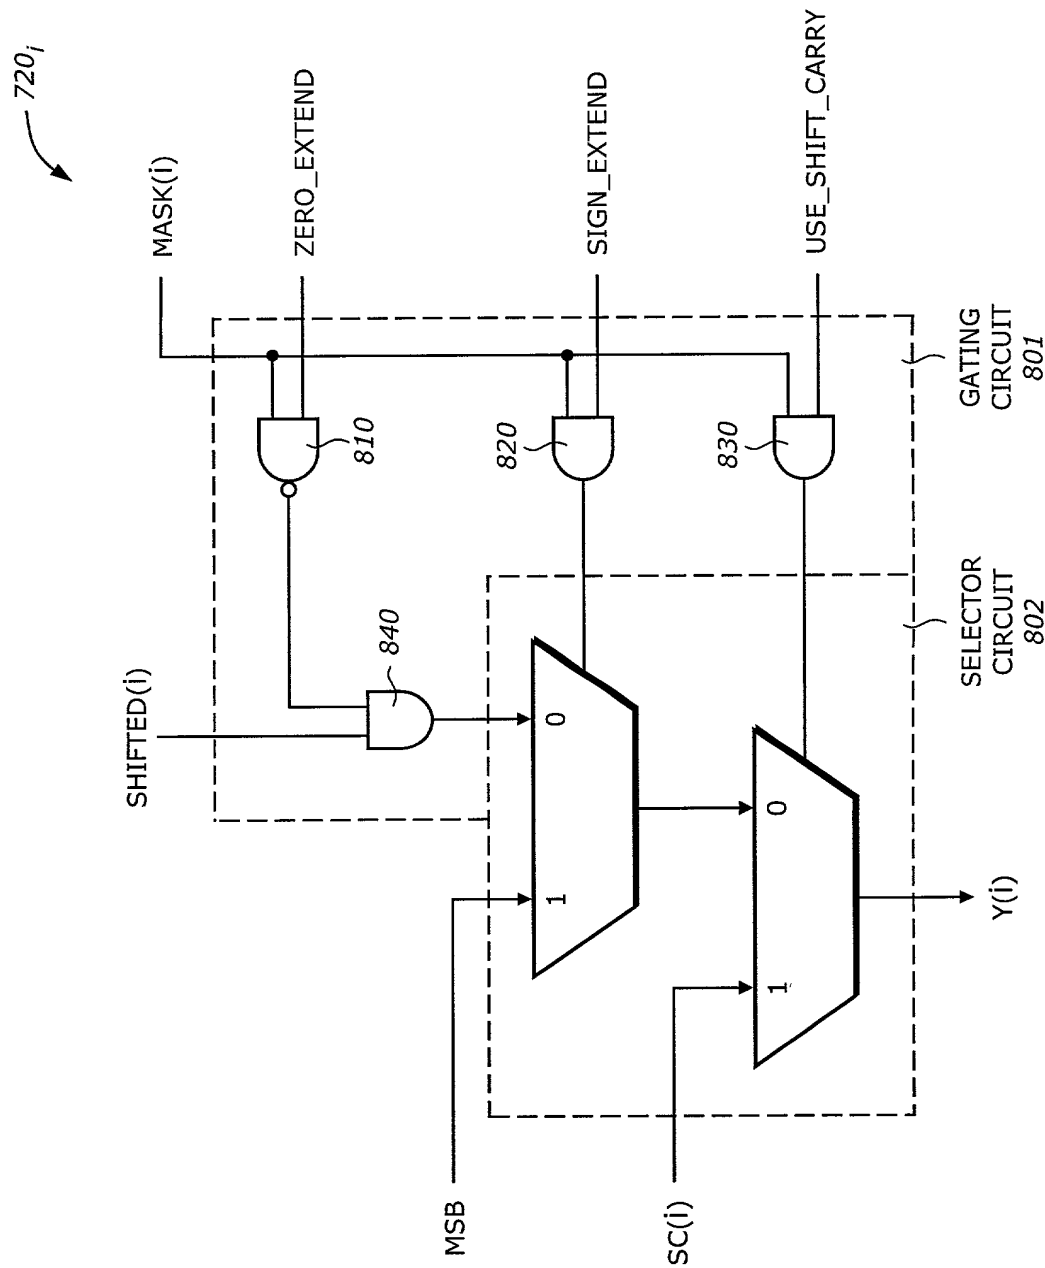 720i
MASK(i)
ZERO_EXTEND
SIGN_EXTEND
USE_SHIFT_CARRY
GATING
CIRCUIT
801
810
820
830
SHIFTED(i)
840
SELECTOR
CIRCUIT
802
0
1
0
1
MSB
SC(i)
Y(i)